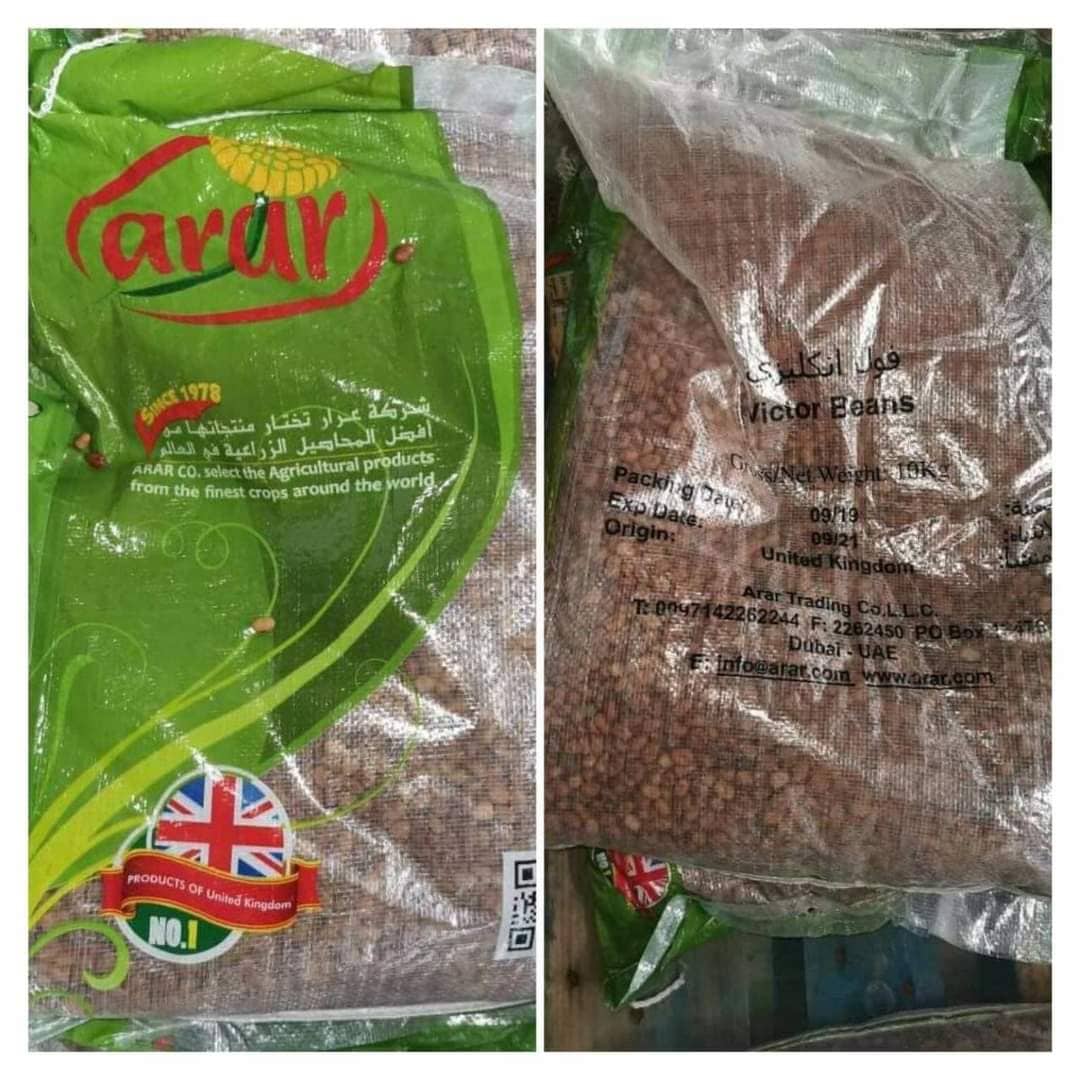 arar
SINCE 1978
شركة عرار تختار منتجاتها من
أفضل المحاصيل الزراعية في العالم
ARAR CO. select the Agricultural products
from the finest crops around the world
PRODUCTS OF United Kingdom
NO.1
فول انكليزي
Victor Beans
Gross/Net Weight: 10Kg
Packing Date:
09/19
Exp Date:
09/21
Origin:
United Kingdom
Arar Trading Co.L.L.C.
T: 0097142262244 F: 2262450 PO Box
Dubai - UAE
E: info@arar.com www.arar.com